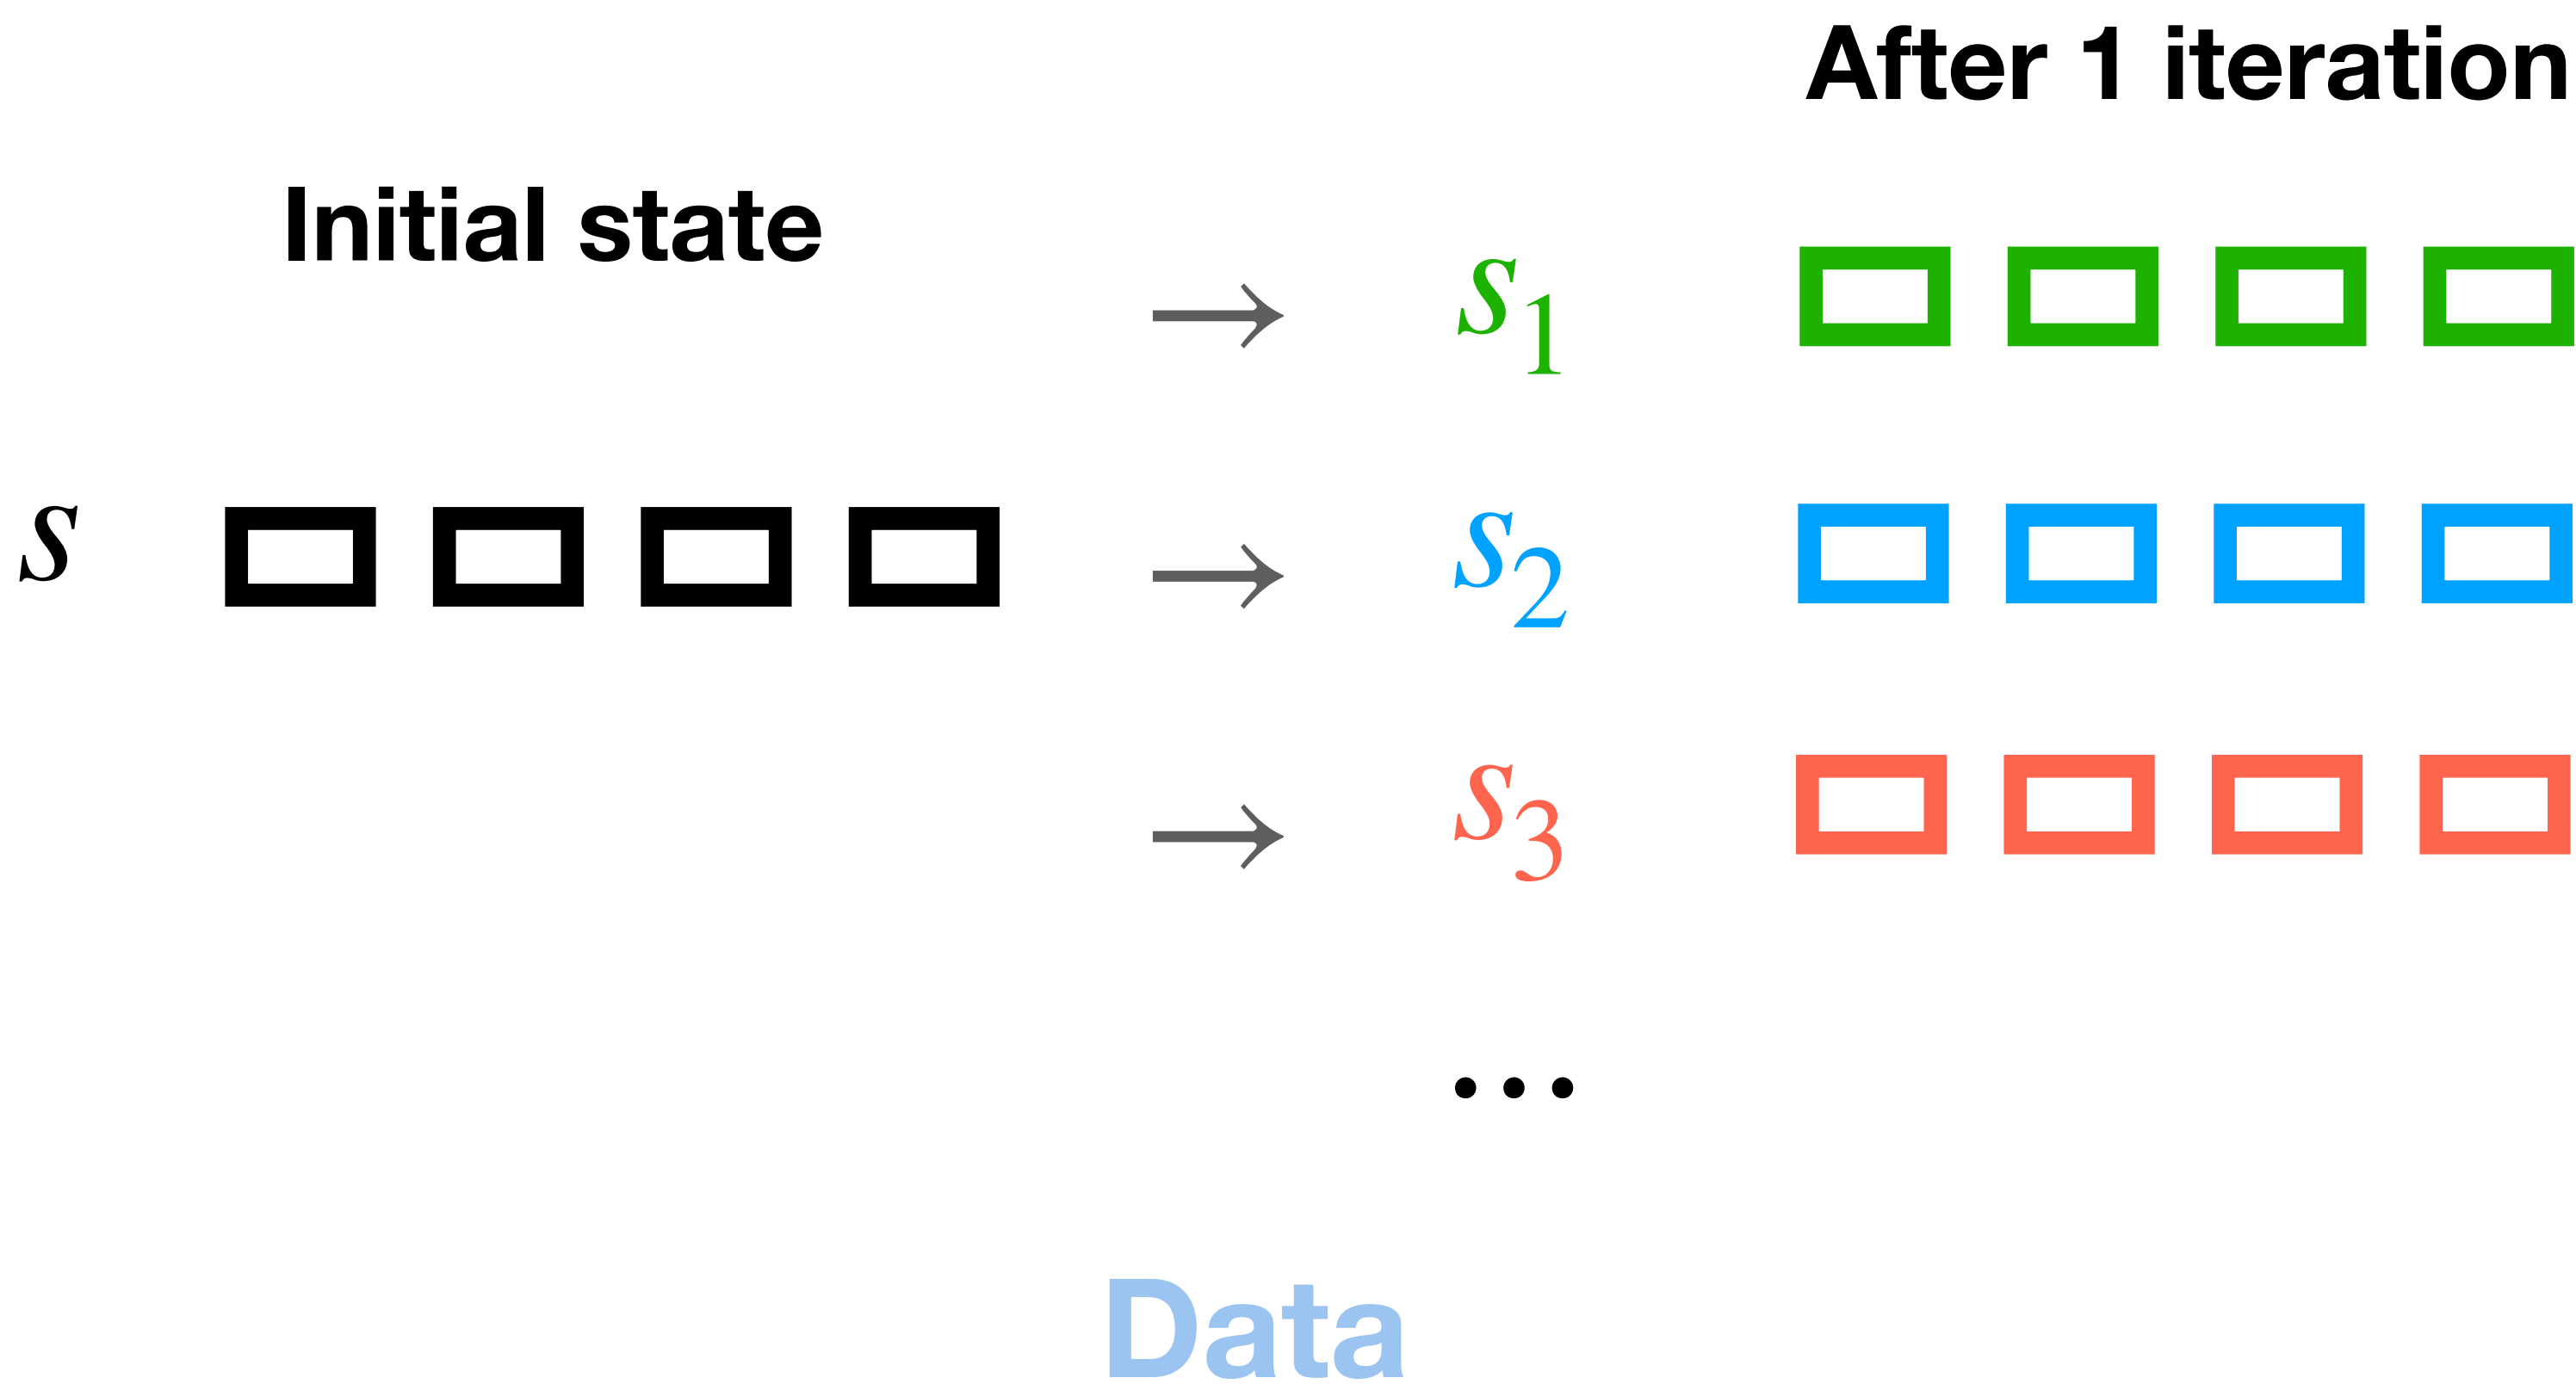 After 1 iteration
Initial state
→ s₁
s → s₂
→ s₃
...
Data